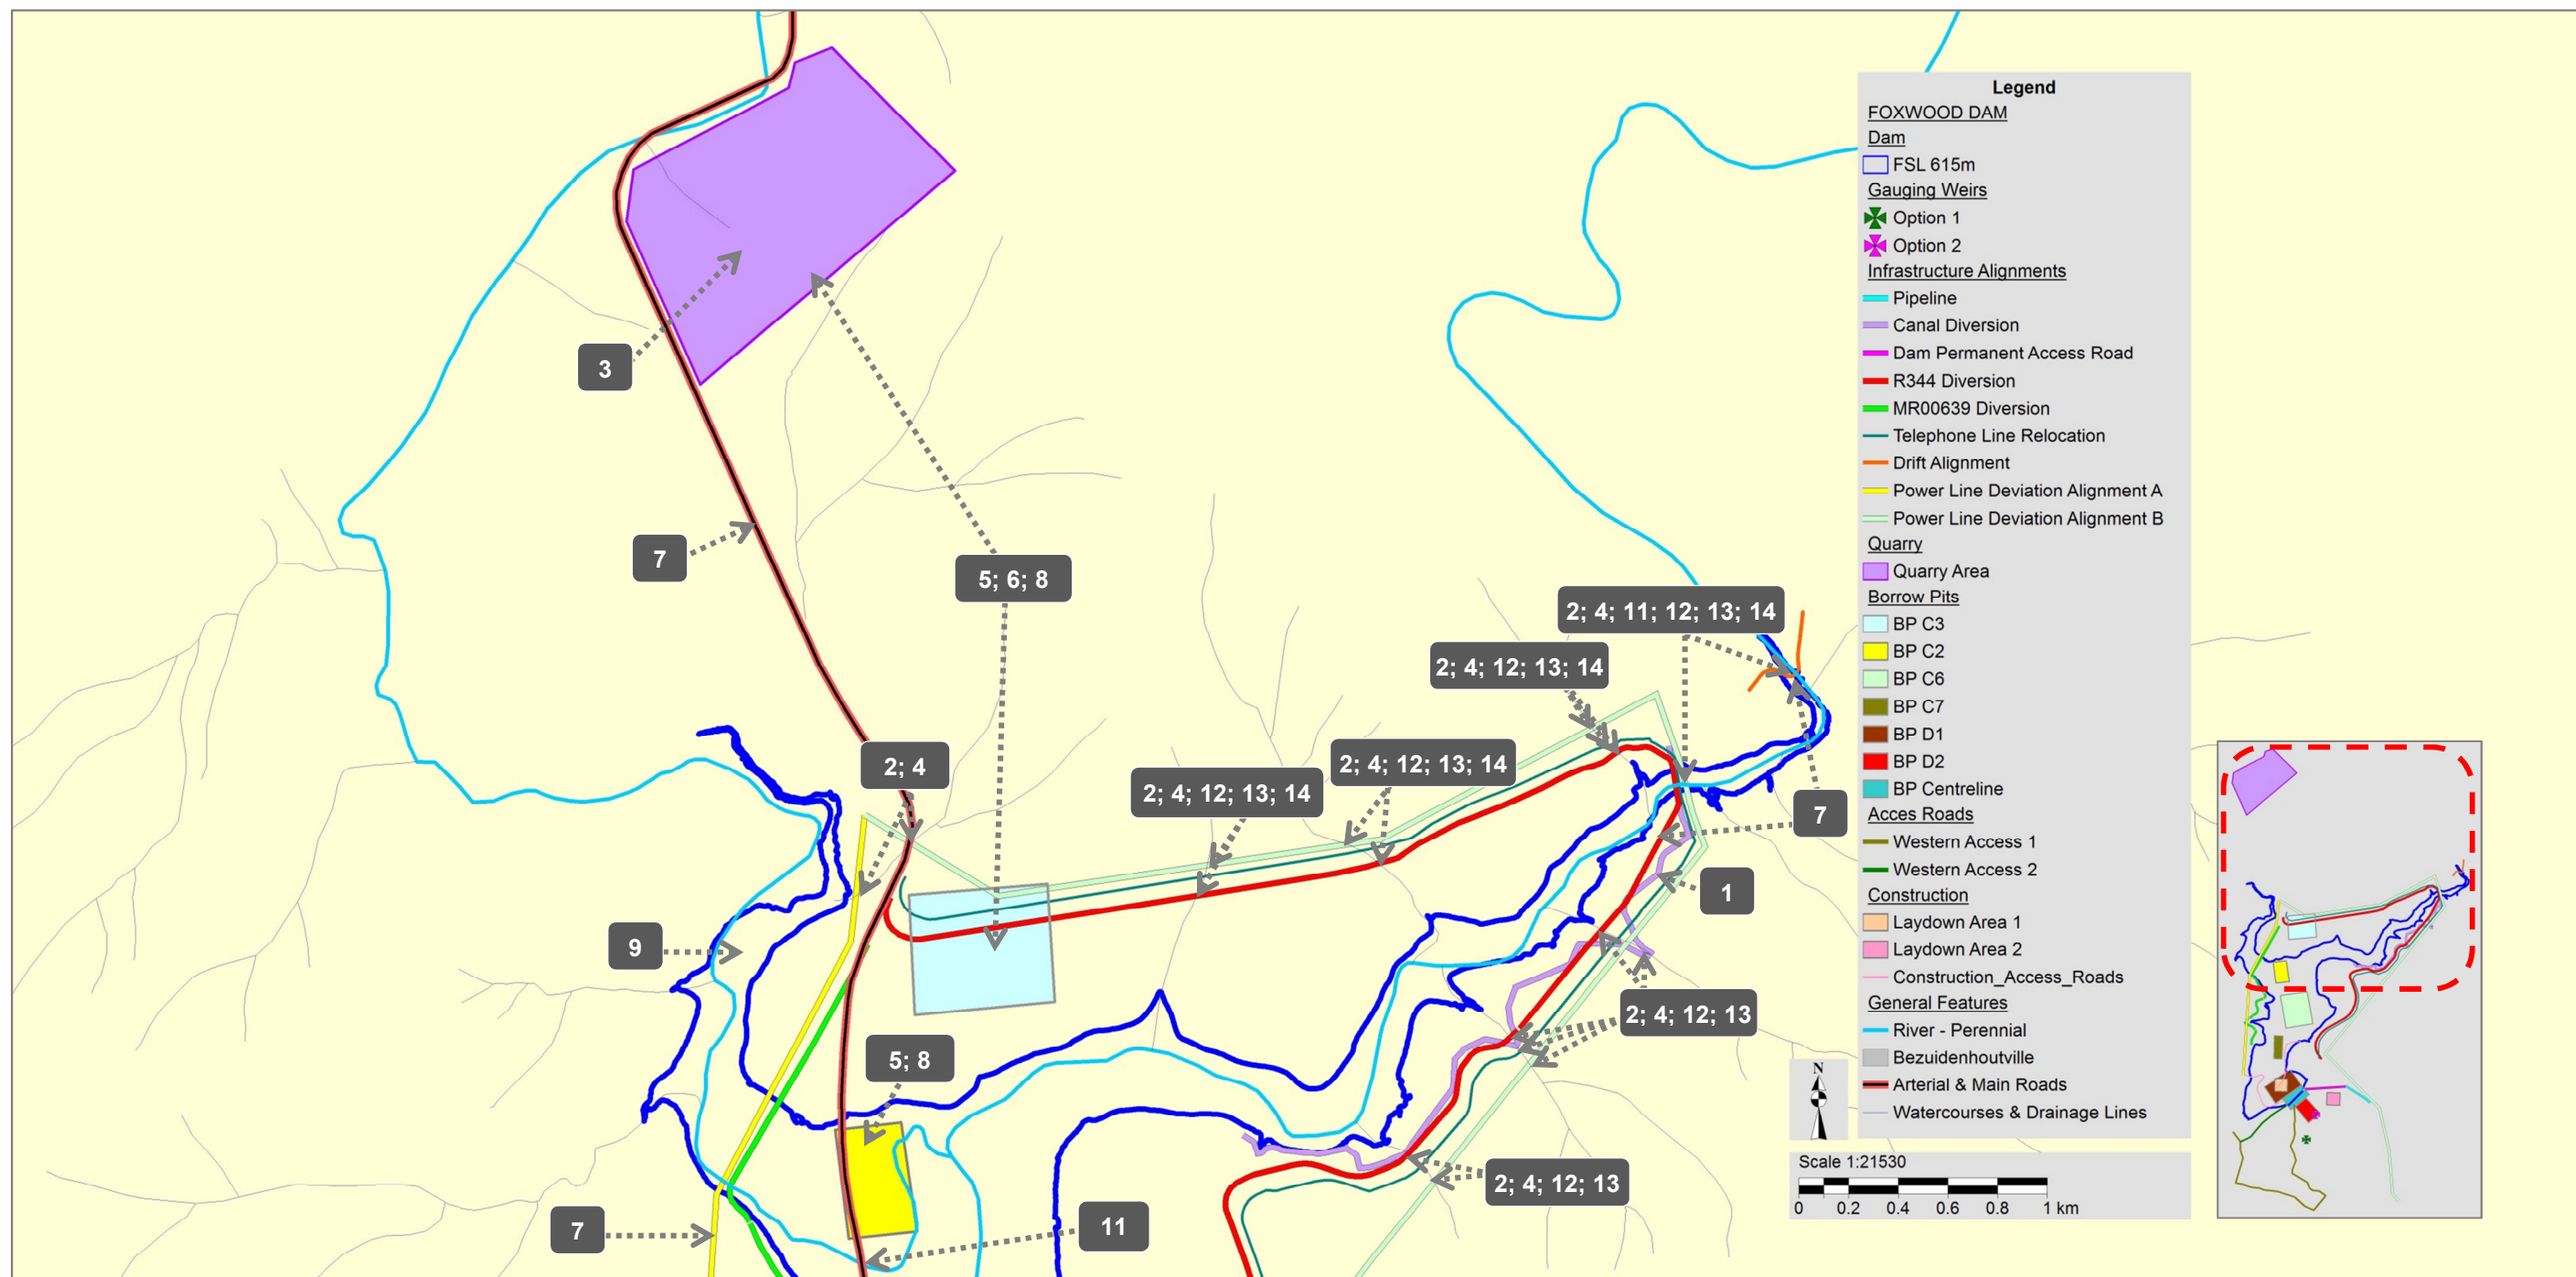 3
7
5; 6; 8
2; 4; 11; 12; 13; 14
2; 4; 12; 13; 14
2; 4
2; 4; 12; 13; 14
2; 4; 12; 13; 14
7
1
9
2; 4; 12; 13
5; 8
2; 4; 12; 13
7
11
Legend
FOXWOOD DAM
Dam
FSL 615m
Gauging Weirs
Option 1
Option 2
Infrastructure Alignments
Pipeline
Canal Diversion
Dam Permanent Access Road
R344 Diversion
MR00639 Diversion
Telephone Line Relocation
Drift Alignment
Power Line Deviation Alignment A
Power Line Deviation Alignment B
Quarry
Quarry Area
Borrow Pits
BP C3
BP C2
BP C6
BP C7
BP D1
BP D2
BP Centreline
Acces Roads
Western Access 1
Western Access 2
Construction
Laydown Area 1
Laydown Area 2
Construction_Access_Roads
General Features
River - Perennial
Bezuidenhoutville
Arterial & Main Roads
Watercourses & Drainage Lines
N
Scale 1:21530
0 0.2 0.4 0.6 0.8 1 km